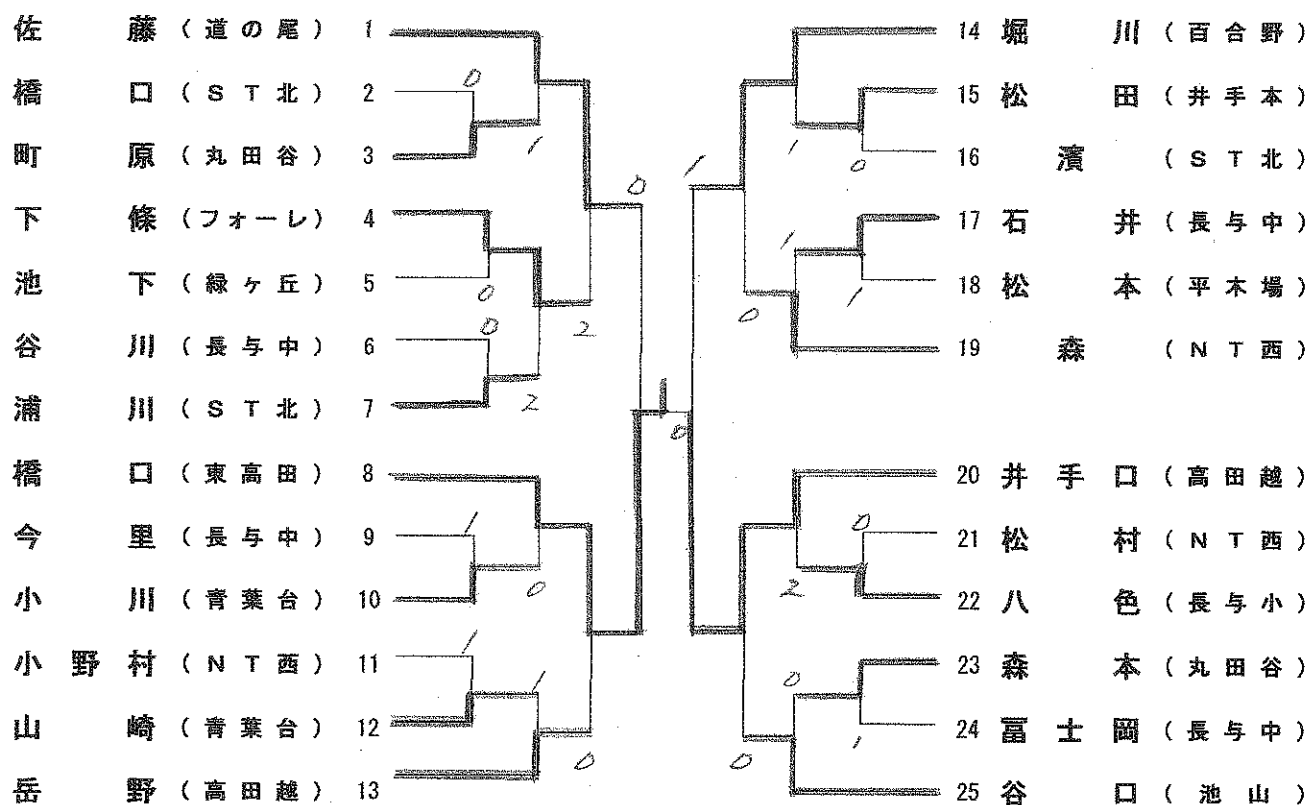 佐藤（道の尾） 1
0
橋口（ＳＴ北） 2
町原（丸田谷） 3
1
0
下條（フォーレ） 4
池下（緑ヶ丘） 5
0
0
2
谷川（長与中） 6
2
浦川（ＳＴ北） 7
橋口（東高田） 8
1
今里（長与中） 9
小川（青葉台） 10
0
1
小野村（ＮＴ西） 11
1
山崎（青葉台） 12
0
岳野（高田越） 13
0
14 堀川（百合野）
15 松田（井手本）
1
1
0
16 濱（ＳＴ北）
17 石井（長与中）
1
18 松本（平木場）
0
1
19 森（ＮＴ西）
20 井手口（高田越）
0
21 松村（ＮＴ西）
2
22 八色（長与小）
23 森本（丸田谷）
0
24 冨士岡（長与中）
0
1
25 谷口（池山）